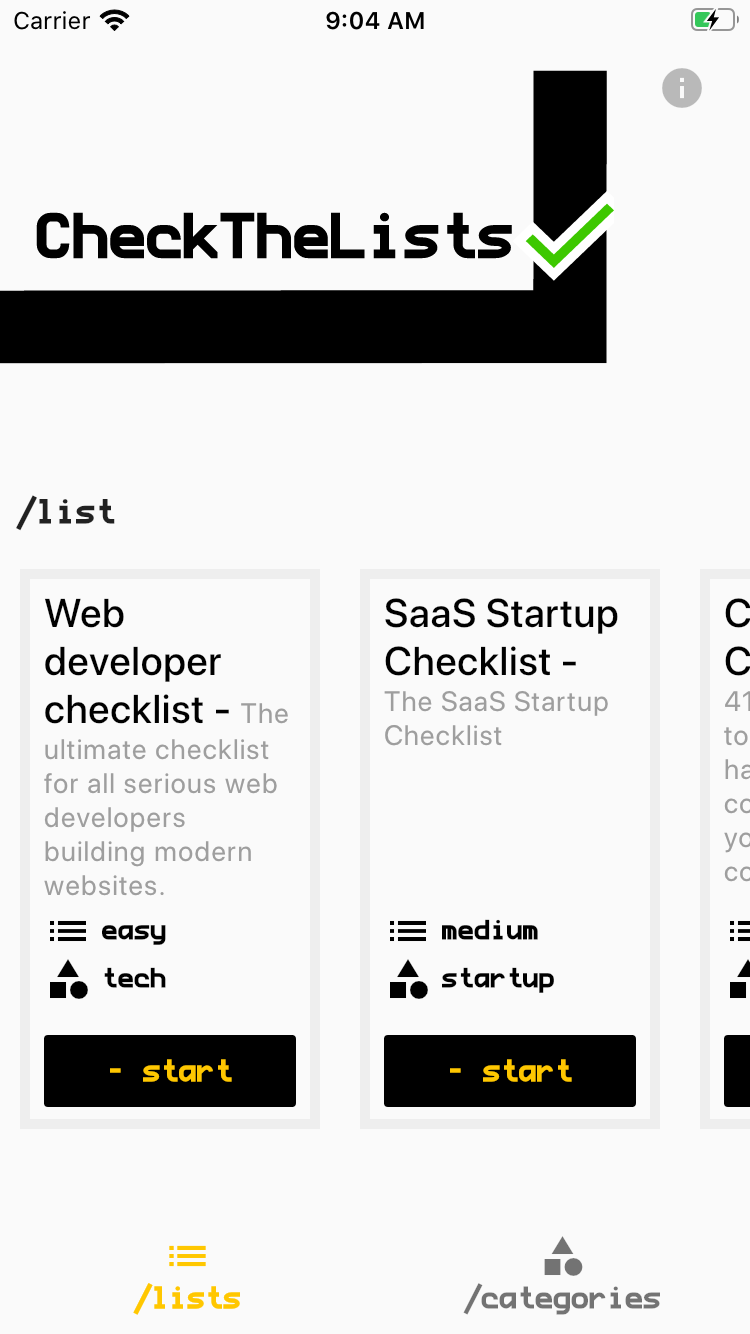 Carrier 9:04 AM
CheckTheLists
/list
Web
developer
checklist - The
ultimate checklist
for all serious web
developers
building modern
websites.
easy
tech
- start
SaaS Startup
Checklist -
The SaaS Startup
Checklist
medium
startup
- start
C
C
41
to
ha
co
yo
co
/lists
/categories